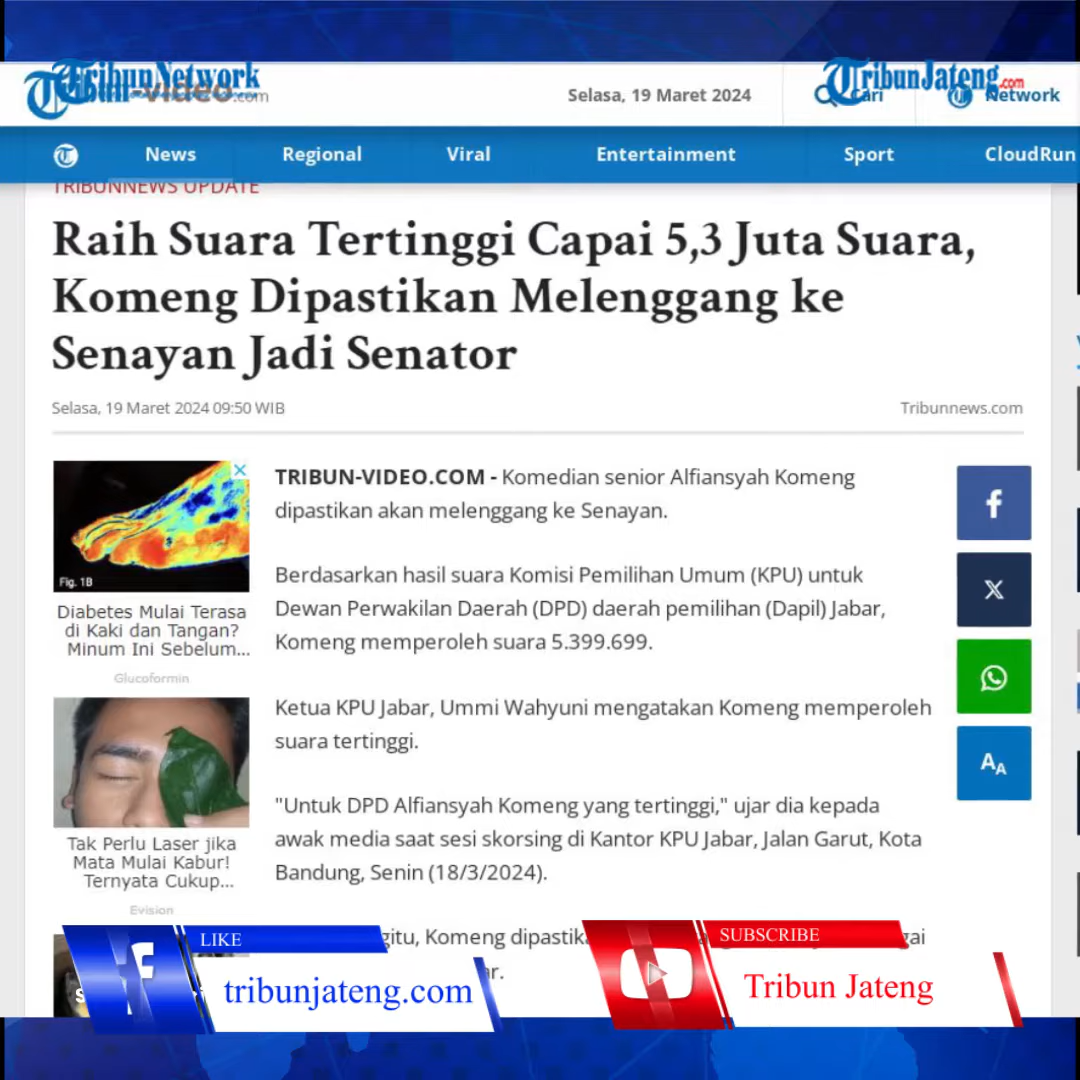 TribunNetwork
TribunJateng.com
Selasa, 19 Maret 2024
Cari
Network
News
Regional
Viral
Entertainment
Sport
CloudRun
TRIBUNNEWS UPDATE
Raih Suara Tertinggi Capai 5,3 Juta Suara,
Komeng Dipastikan Melenggang ke
Senayan Jadi Senator
Selasa, 19 Maret 2024 09:50 WIB
Tribunnews.com
Fig. 1B
Diabetes Mulai Terasa
di Kaki dan Tangan?
Minum Ini Sebelum...
Glucoformin
Tak Perlu Laser jika
Mata Mulai Kabur!
Ternyata Cukup...
Evision
TRIBUN-VIDEO.COM - Komedian senior Alfiansyah Komeng
dipastikan akan melenggang ke Senayan.
Berdasarkan hasil suara Komisi Pemilihan Umum (KPU) untuk
Dewan Perwakilan Daerah (DPD) daerah pemilihan (Dapil) Jabar,
Komeng memperoleh suara 5.399.699.
Ketua KPU Jabar, Ummi Wahyuni mengatakan Komeng memperoleh
suara tertinggi.
"Untuk DPD Alfiansyah Komeng yang tertinggi," ujar dia kepada
awak media saat sesi skorsing di Kantor KPU Jabar, Jalan Garut, Kota
Bandung, Senin (18/3/2024).
Komeng
AA
LIKE
tribunjateng.com
SUBSCRIBE
Tribun Jateng